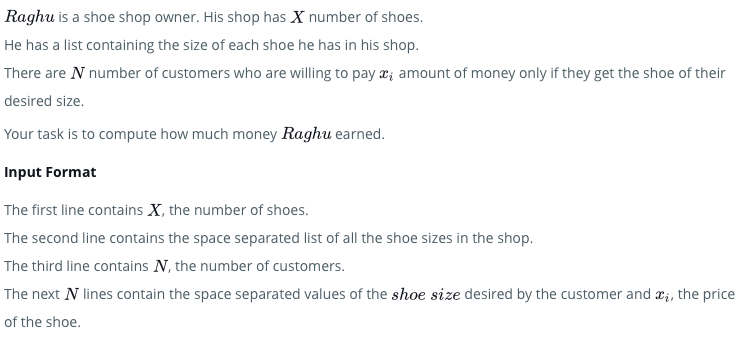 Raghu is a shoe shop owner. His shop has X number of shoes.
He has a list containing the size of each shoe he has in his shop.
There are N number of customers who are willing to pay xᵢ amount of money only if they get the shoe of their
desired size.
Your task is to compute how much money Raghu earned.
Input Format
The first line contains X, the number of shoes.
The second line contains the space separated list of all the shoe sizes in the shop.
The third line contains N, the number of customers.
The next N lines contain the space separated values of the shoe size desired by the customer and xᵢ, the price
of the shoe.